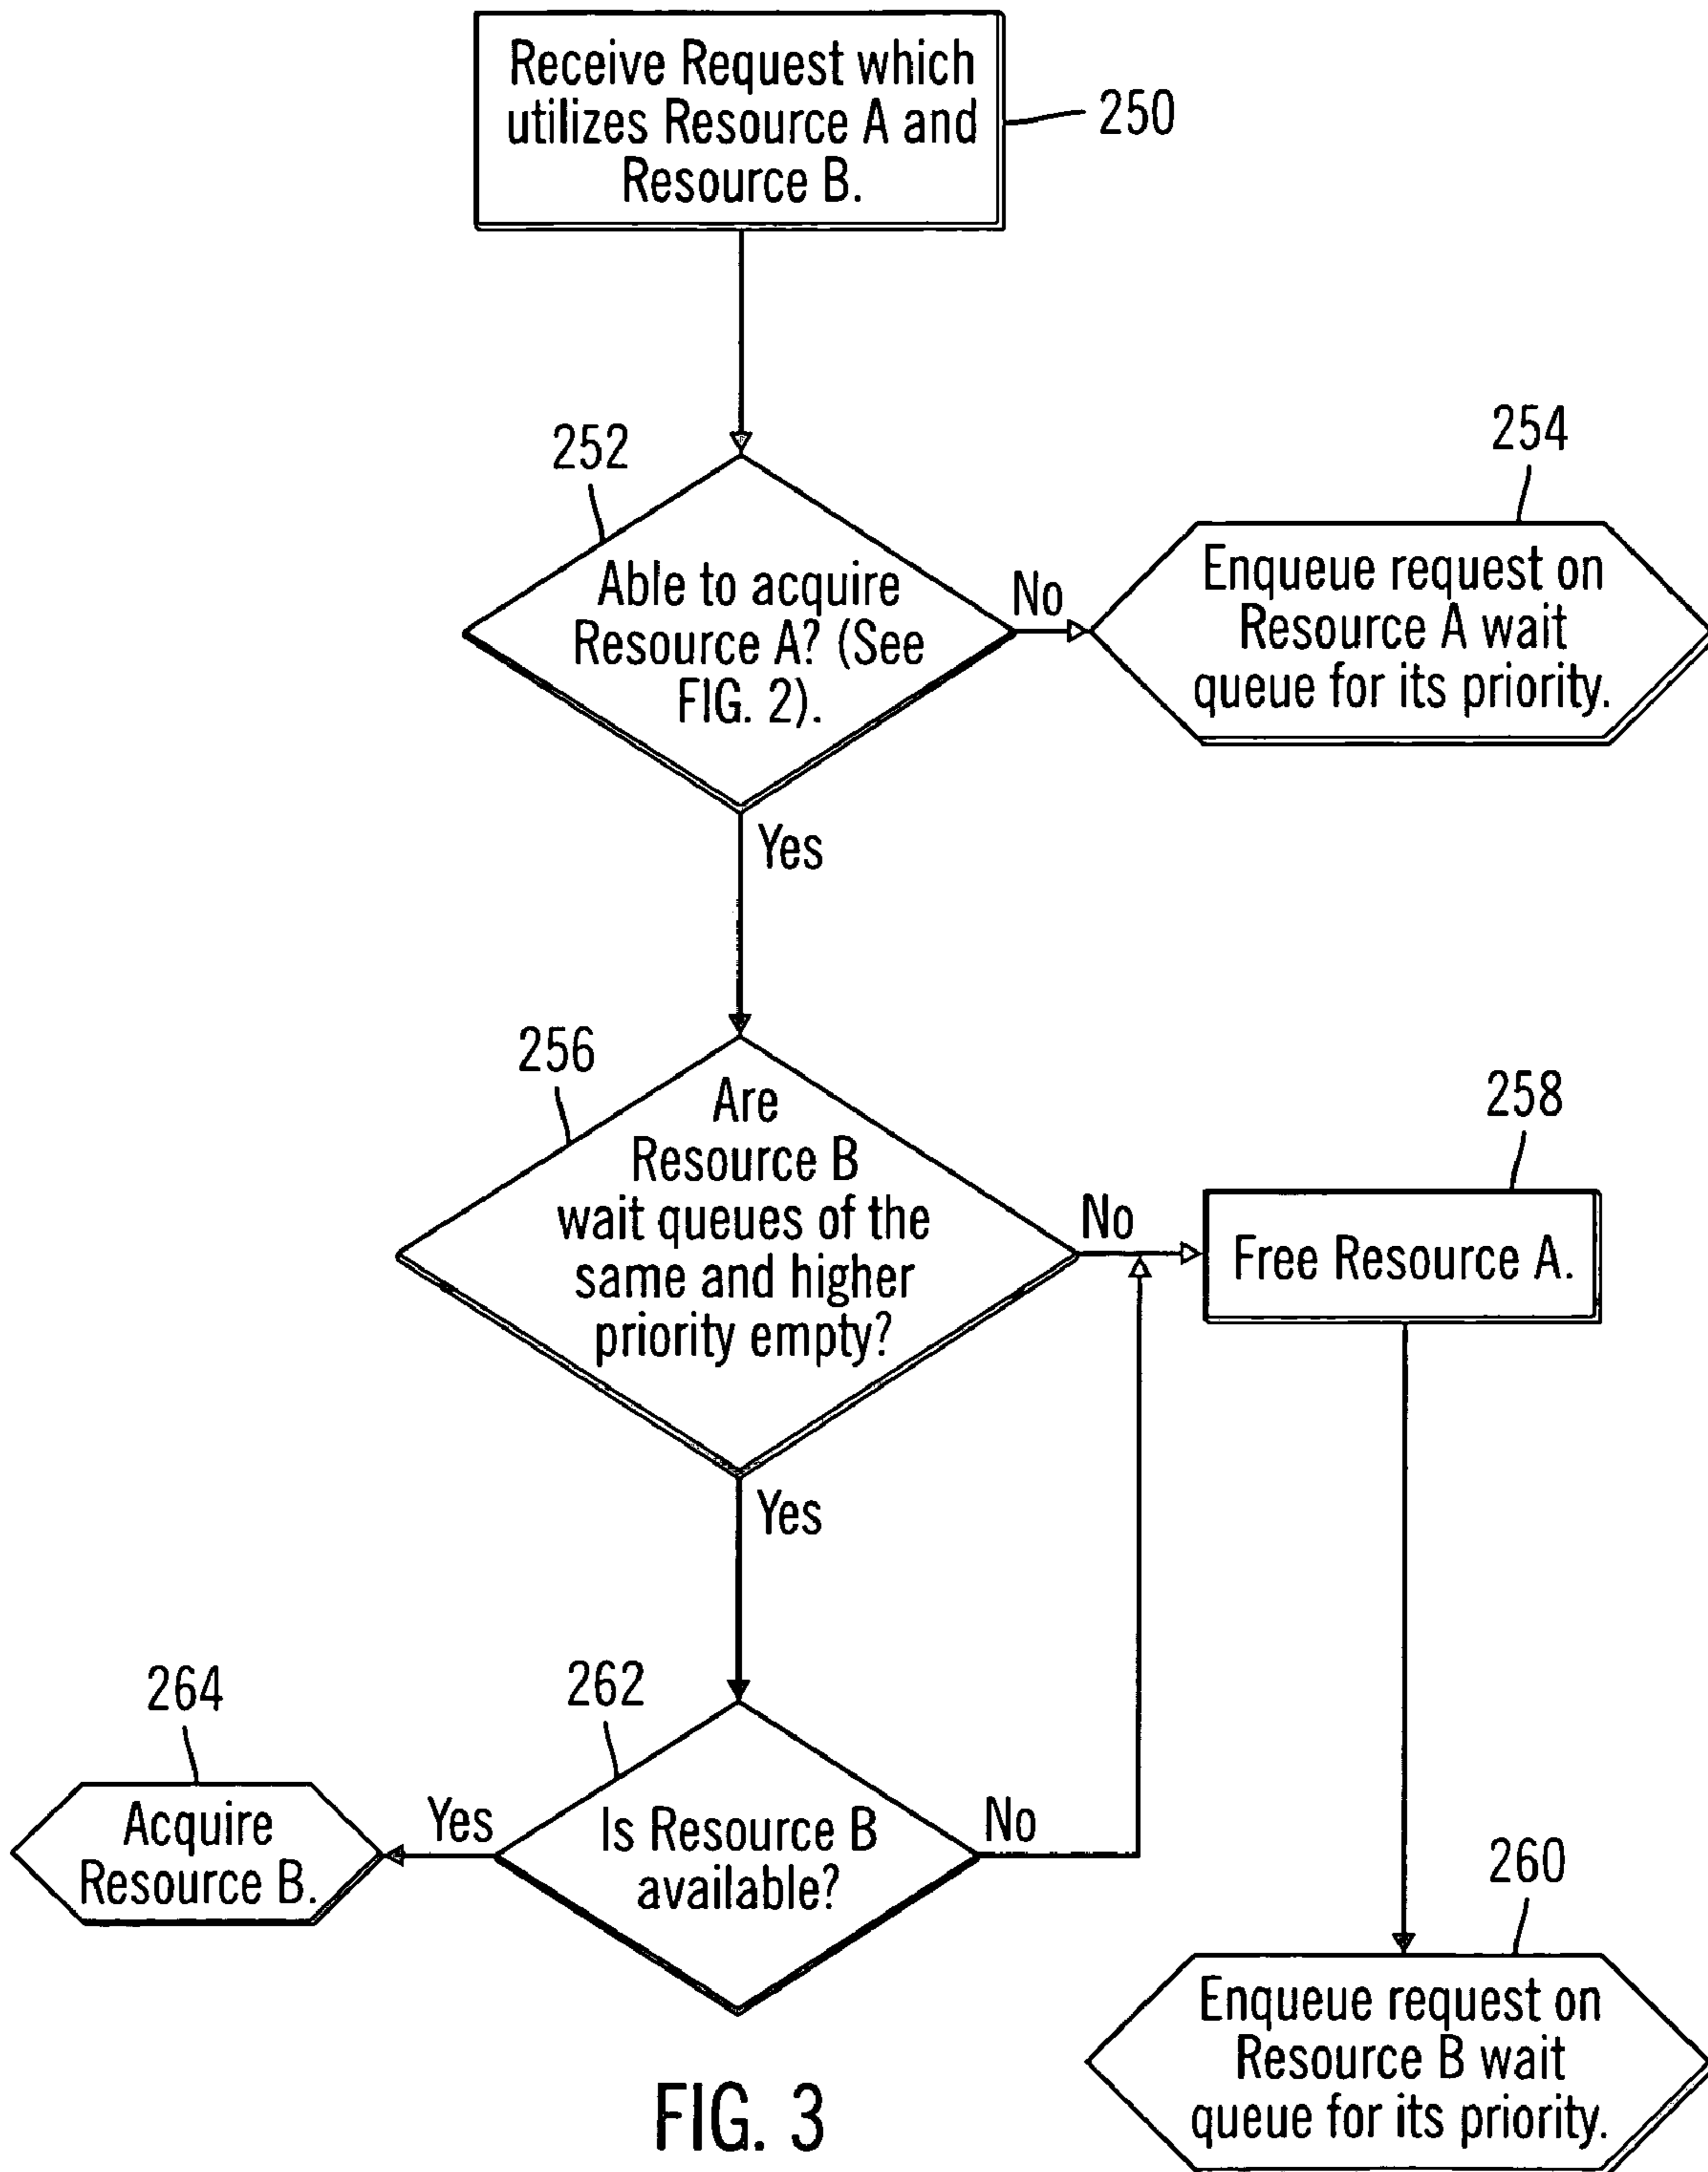 Receive Request which
utilizes Resource A and
Resource B.
250
252
Able to acquire
Resource A? (See
FIG. 2).
No
254
Enqueue request on
Resource A wait
queue for its priority.
Yes
256
Are
Resource B
wait queues of the
same and higher
priority empty?
No
258
Free Resource A.
Yes
262
Is Resource B
available?
Yes
264
Acquire
Resource B.
No
260
Enqueue request on
Resource B wait
queue for its priority.
FIG. 3